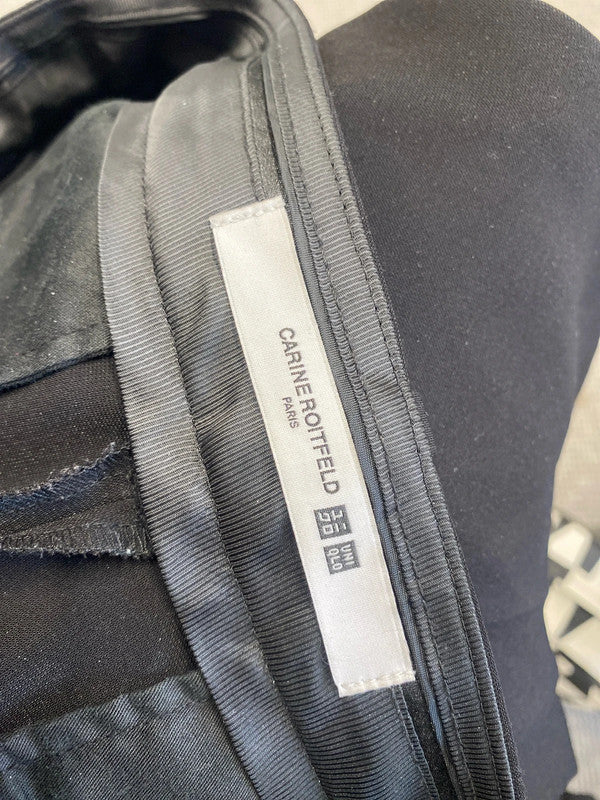 CARINE ROITFELD
PARIS
ユニ
クロ
UNI
QLO